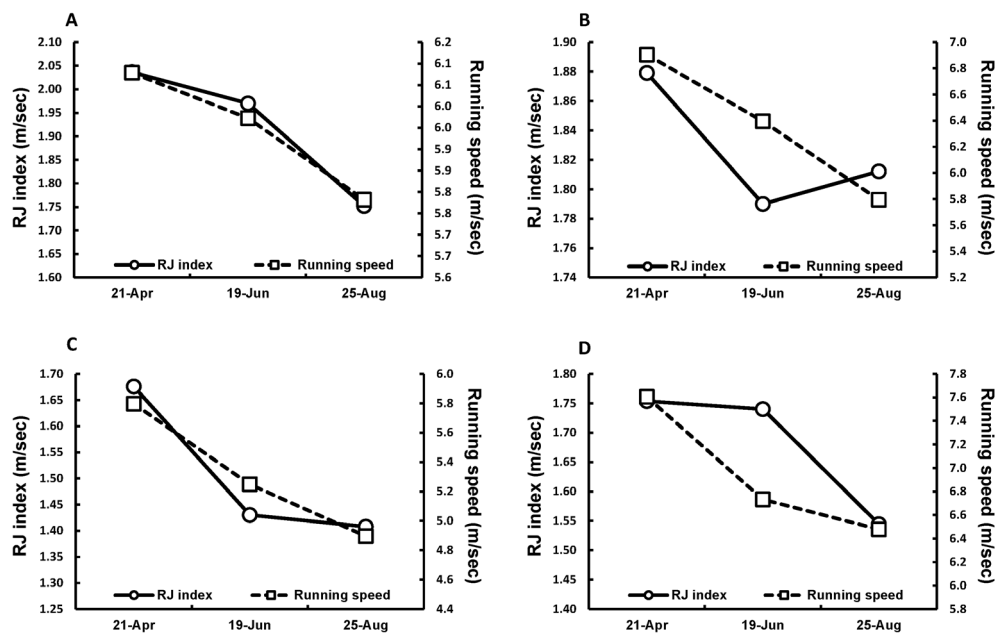 A
RJ index (m/sec)
2.10
2.05
2.00
1.95
1.90
1.85
1.80
1.75
1.70
1.65
1.60
6.2
6.1
6.1
6.0
6.0
5.9
5.9
5.8
5.8
5.7
5.7
5.6
Running speed (m/sec)
RJ index
Running speed
21-Apr
19-Jun
25-Aug
B
RJ index (m/sec)
1.90
1.88
1.86
1.84
1.82
1.80
1.78
1.76
1.74
7.0
6.8
6.6
6.4
6.2
6.0
5.8
5.6
5.4
5.2
Running speed (m/sec)
RJ index
Running speed
21-Apr
19-Jun
25-Aug
C
RJ index (m/sec)
1.70
1.65
1.60
1.55
1.50
1.45
1.40
1.35
1.30
1.25
6.0
5.8
5.6
5.4
5.2
5.0
4.8
4.6
4.4
Running speed (m/sec)
RJ index
Running speed
21-Apr
19-Jun
25-Aug
D
RJ index (m/sec)
1.80
1.75
1.70
1.65
1.60
1.55
1.50
1.45
1.40
7.8
7.6
7.4
7.2
7.0
6.8
6.6
6.4
6.2
6.0
5.8
Running speed (m/sec)
RJ index
Running speed
21-Apr
19-Jun
25-Aug